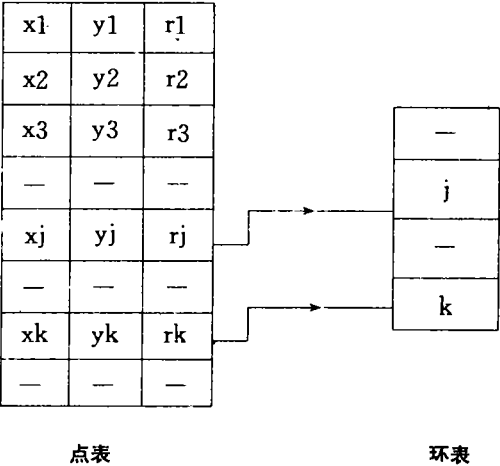 x1 y1 r1
x2 y2 r2
x3 y3 r3
— — —
xj yj rj
— — —
xk yk rk
— — —
—
j
—
k
点表 环表